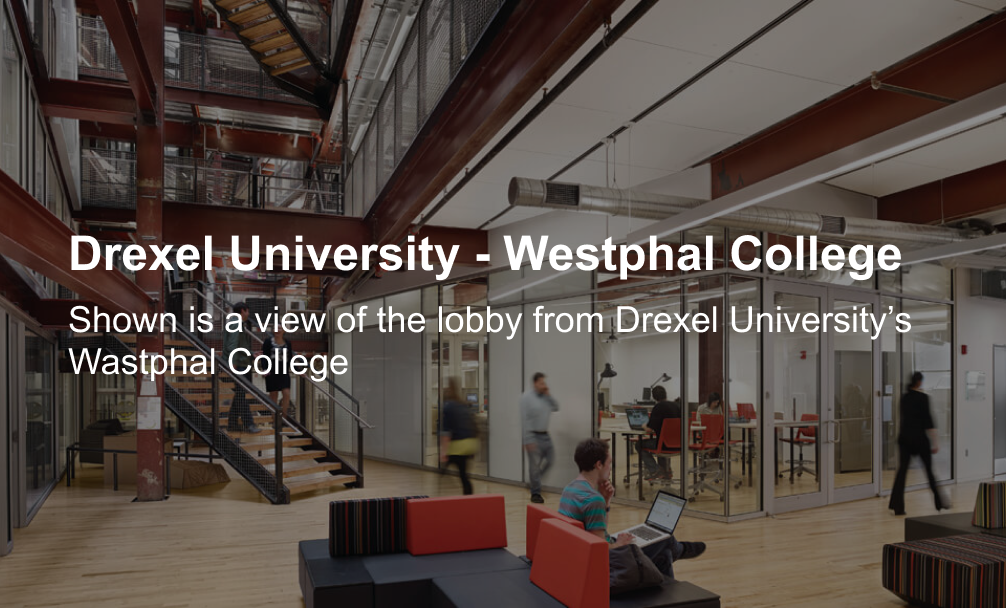 Drexel University - Westphal College
Shown is a view of the lobby from Drexel University’s
Wastphal College